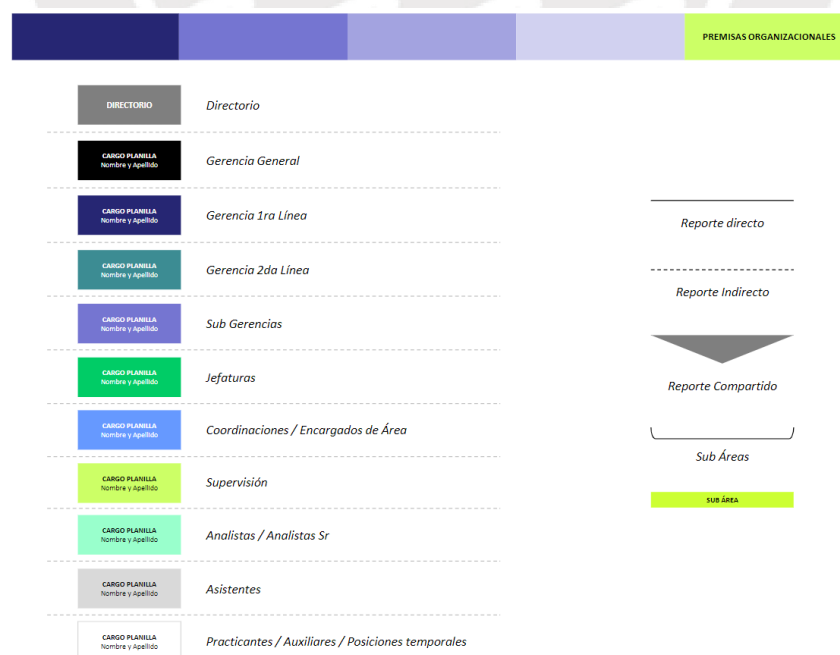 PREMISAS ORGANIZACIONALES
DIRECTORIO
Directorio
CARGO PLANILLA
Nombre y Apellido
Gerencia General
CARGO PLANILLA
Nombre y Apellido
Gerencia 1ra Línea
CARGO PLANILLA
Nombre y Apellido
Gerencia 2da Línea
CARGO PLANILLA
Nombre y Apellido
Sub Gerencias
CARGO PLANILLA
Nombre y Apellido
Jefaturas
CARGO PLANILLA
Nombre y Apellido
Coordinaciones / Encargados de Área
CARGO PLANILLA
Nombre y Apellido
Supervisión
CARGO PLANILLA
Nombre y Apellido
Analistas / Analistas Sr
CARGO PLANILLA
Nombre y Apellido
Asistentes
CARGO PLANILLA
Nombre y Apellido
Practicantes / Auxiliares / Posiciones temporales
Reporte directo
Reporte Indirecto
Reporte Compartido
Sub Áreas
SUB ÁREA